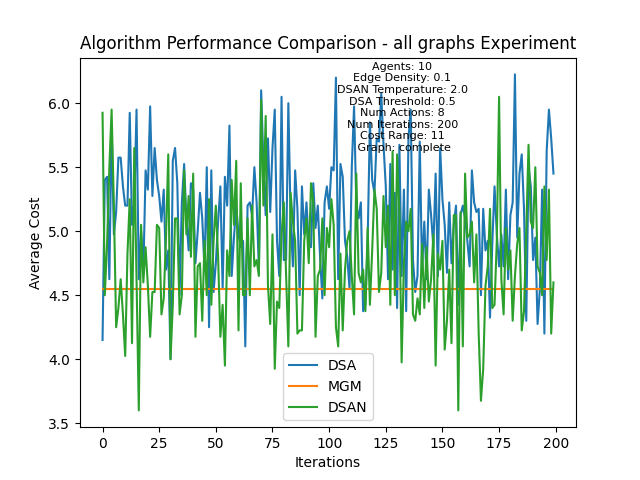 Algorithm Performance Comparison - all graphs Experiment
Agents: 10
Edge Density: 0.1
DSAN Temperature: 2.0
DSA Threshold: 0.5
Num Actions: 8
Num Iterations: 200
Cost Range: 11
Graph: complete
Average Cost
6.0
5.5
5.0
4.5
4.0
3.5
DSA
MGM
DSAN
0 25 50 75 100 125 150 175 200
Iterations